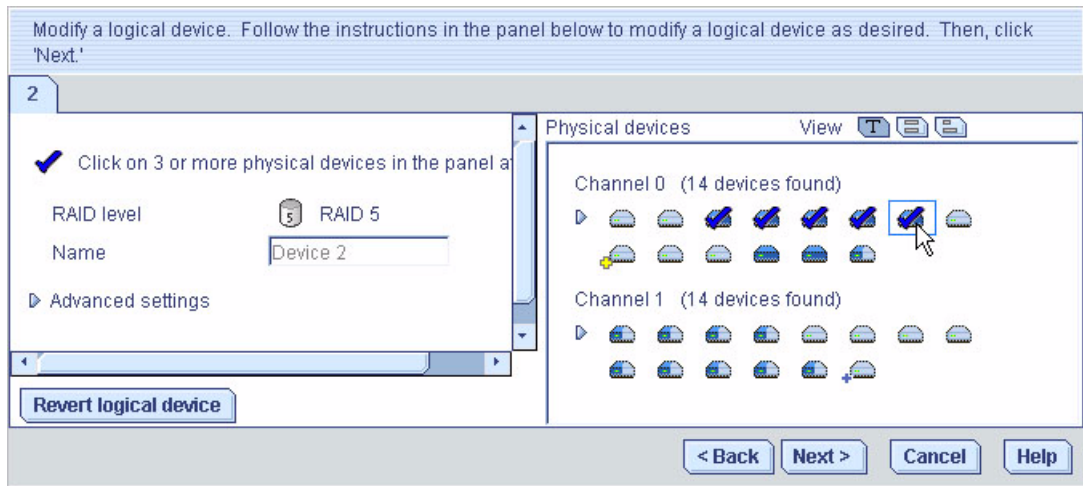 Modify a logical device. Follow the instructions in the panel below to modify a logical device as desired. Then, click
'Next.'
2
Click on 3 or more physical devices in the panel a
RAID level
5
RAID 5
Name
Device 2
Advanced settings
Revert logical device
Physical devices
View
T
Channel 0 (14 devices found)
Channel 1 (14 devices found)
< Back
Next >
Cancel
Help